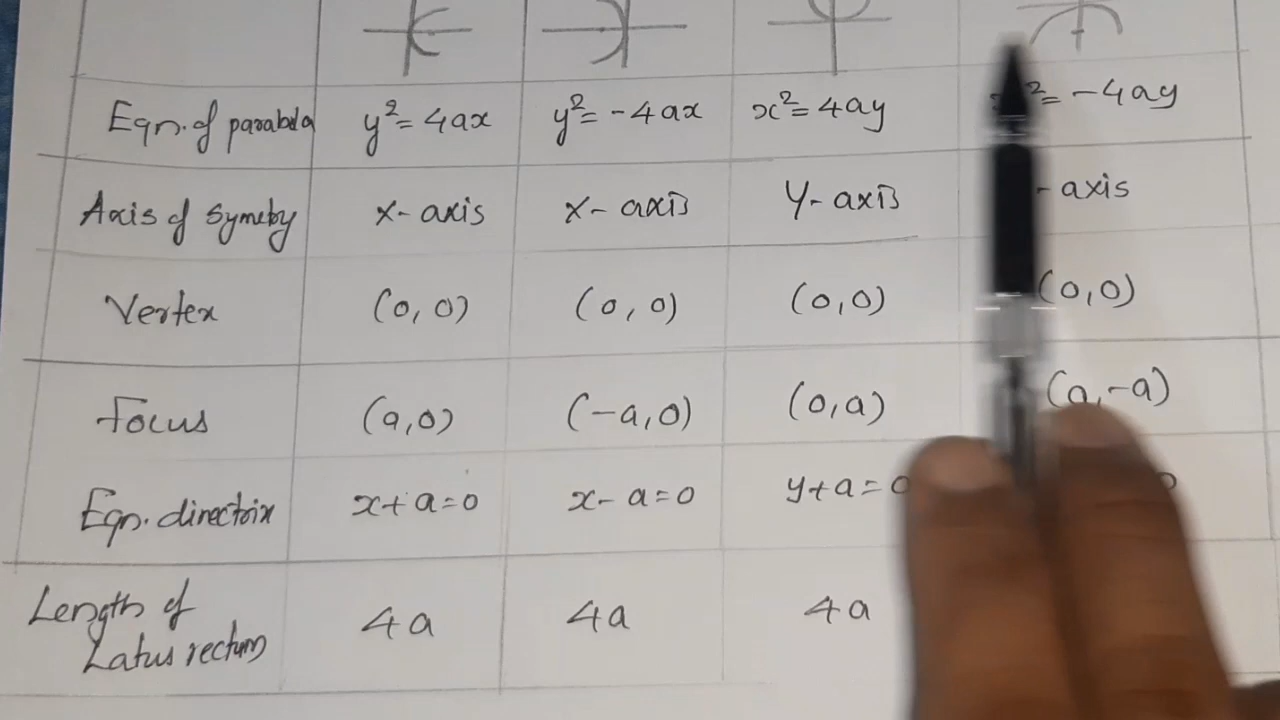 Eqn. of parabola y²= 4ax y²= -4ax x²= 4ay ²= -4ay
Axis of Symetry x- axis x- axis y- axis - axis
Vertex (0, 0) (0, 0) (0, 0) (0, 0)
Focus (a, 0) (-a, 0) (0, a) (a, -a)
Eqn. directrix x+a=0 x-a=0 y+a=0
Length of
Latus rectum 4a 4a 4a